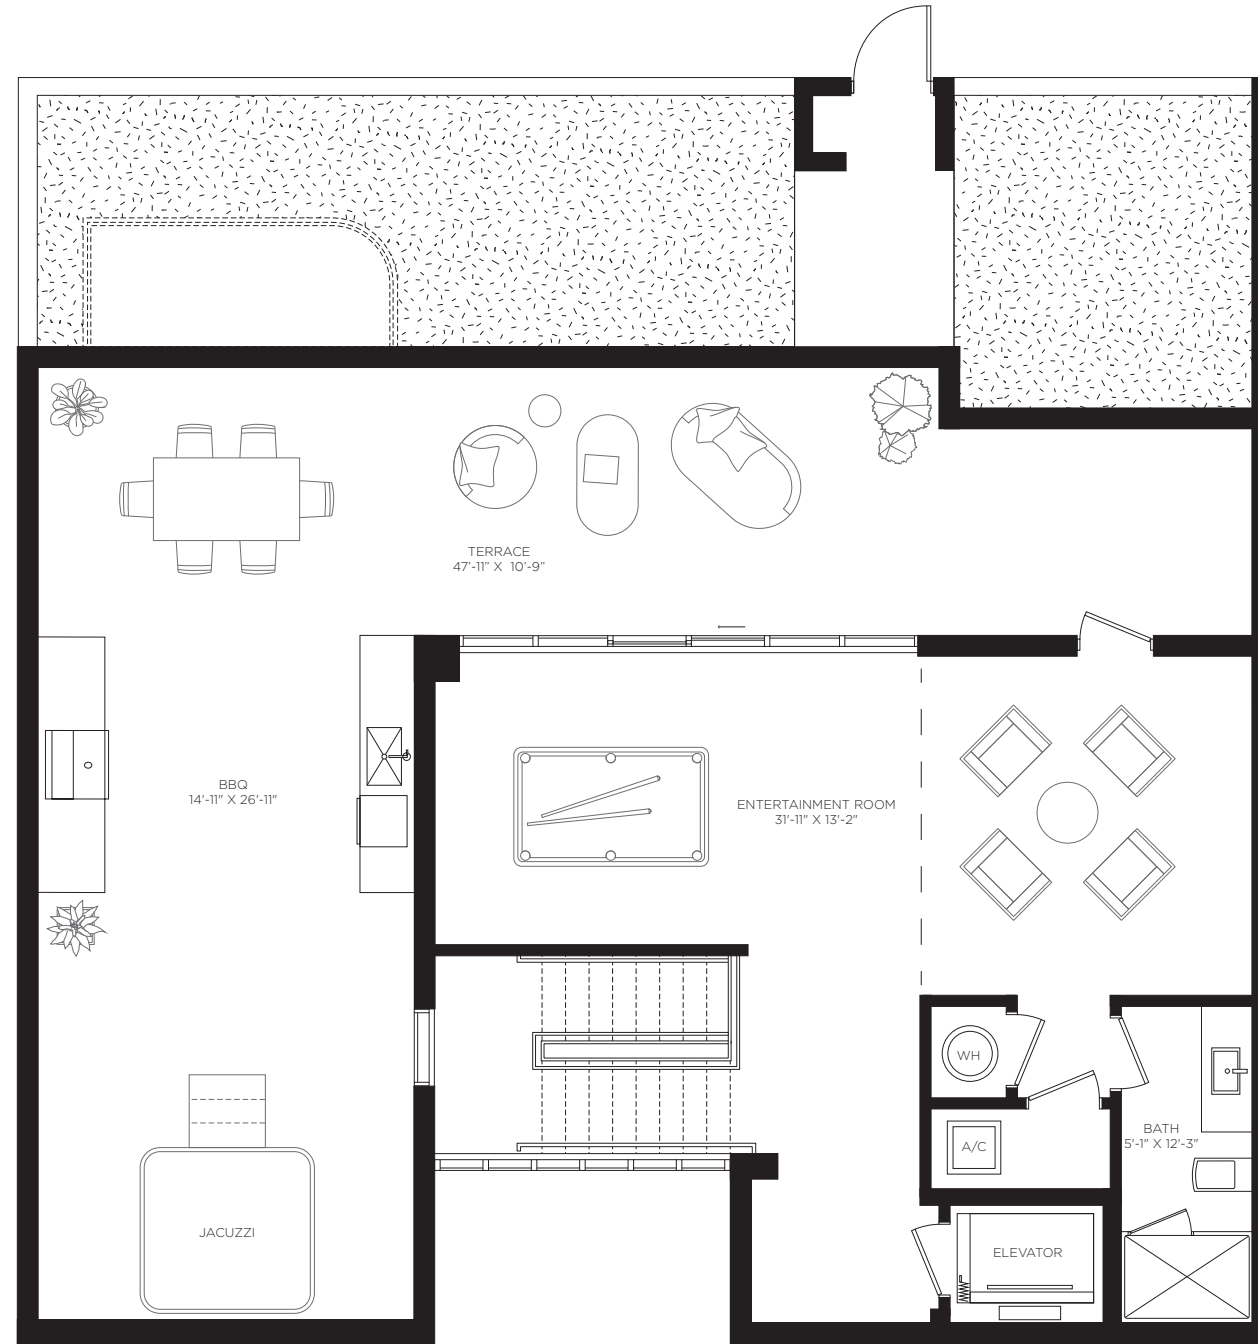 TERRACE
47'-11" X 10'-9"
BBQ
14'-11" X 26'-11"
ENTERTAINMENT ROOM
31'-11" X 13'-2"
WH
A/C
BATH
5'-1" X 12'-3"
JACUZZI
ELEVATOR